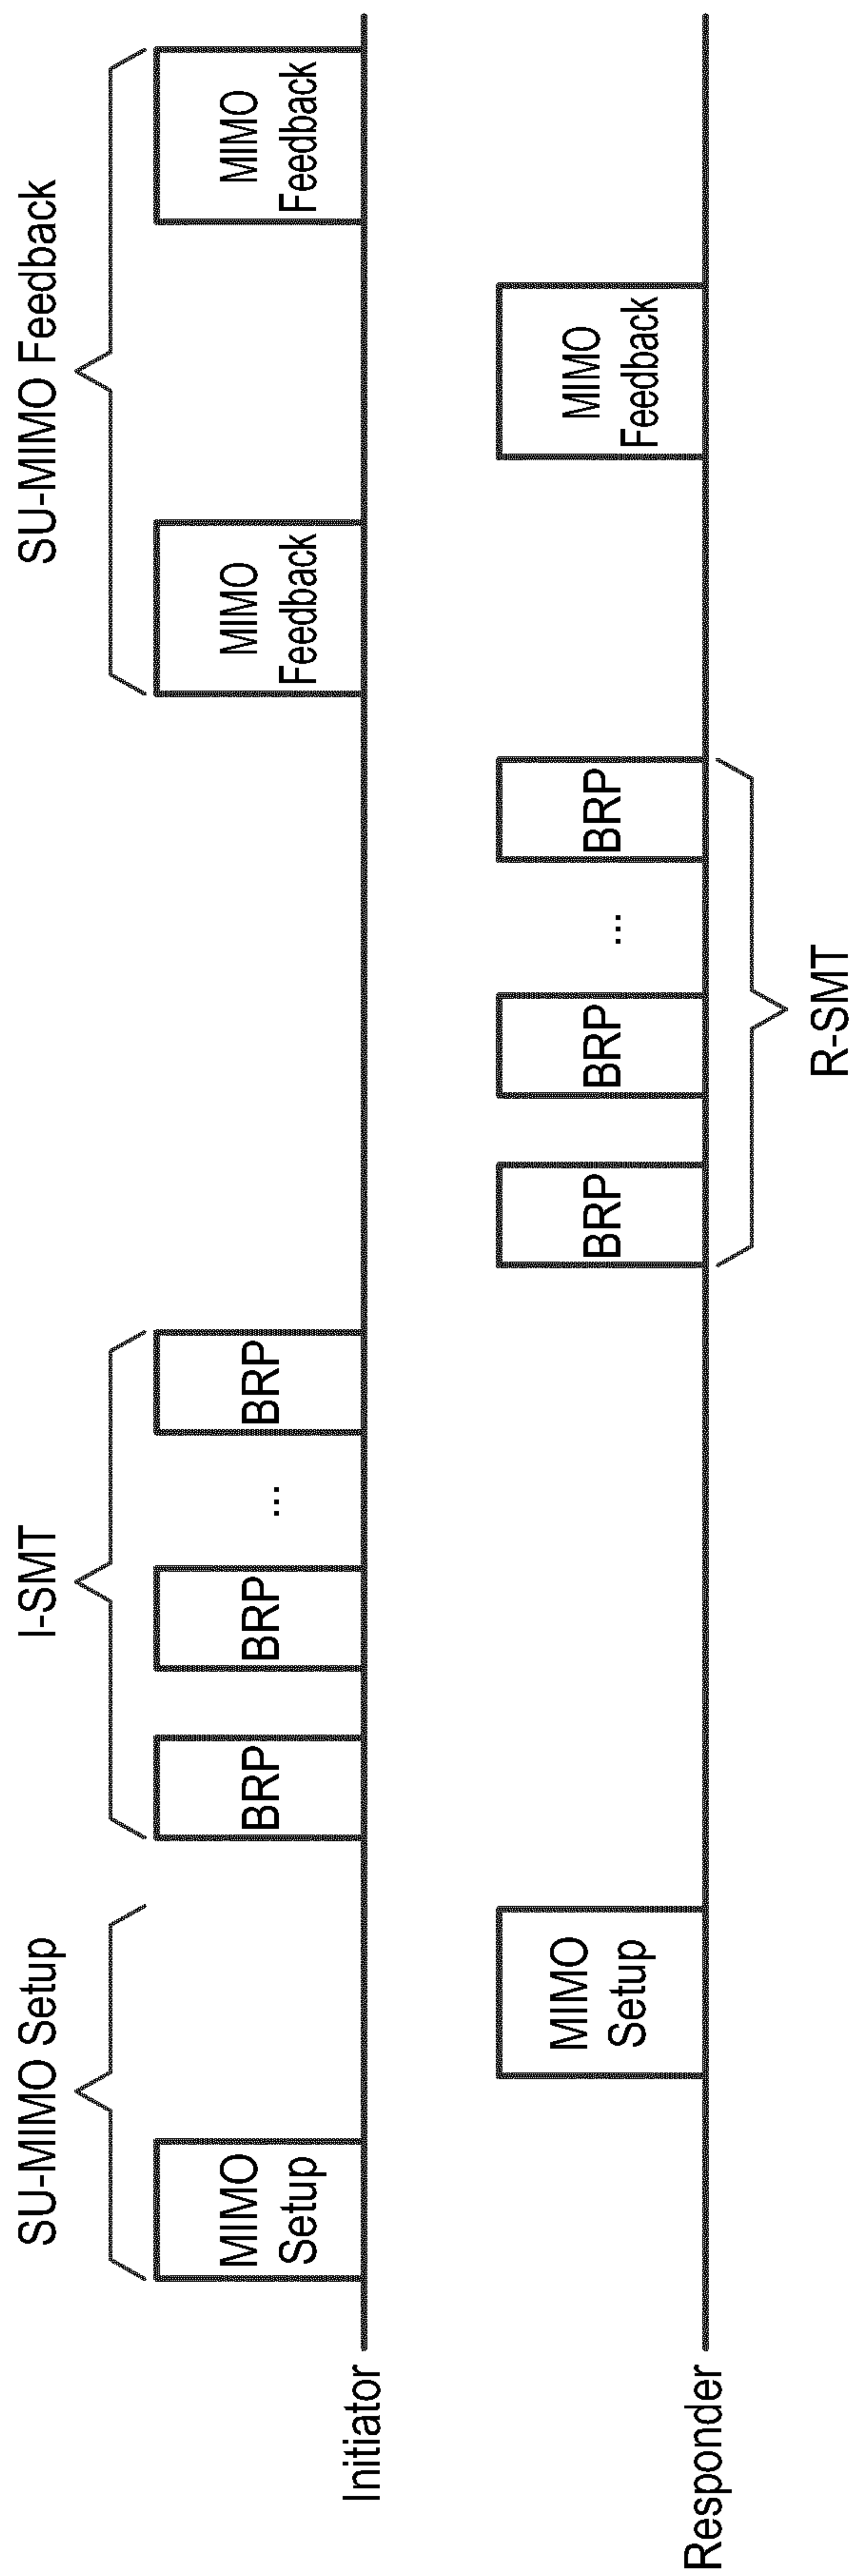 SU-MIMO Setup
I-SMT
SU-MIMO Feedback
MIMO
Setup
BRP
BRP
...
BRP
MIMO
Feedback
MIMO
Feedback
Initiator
MIMO
Setup
BRP
BRP
...
BRP
MIMO
Feedback
Responder
R-SMT